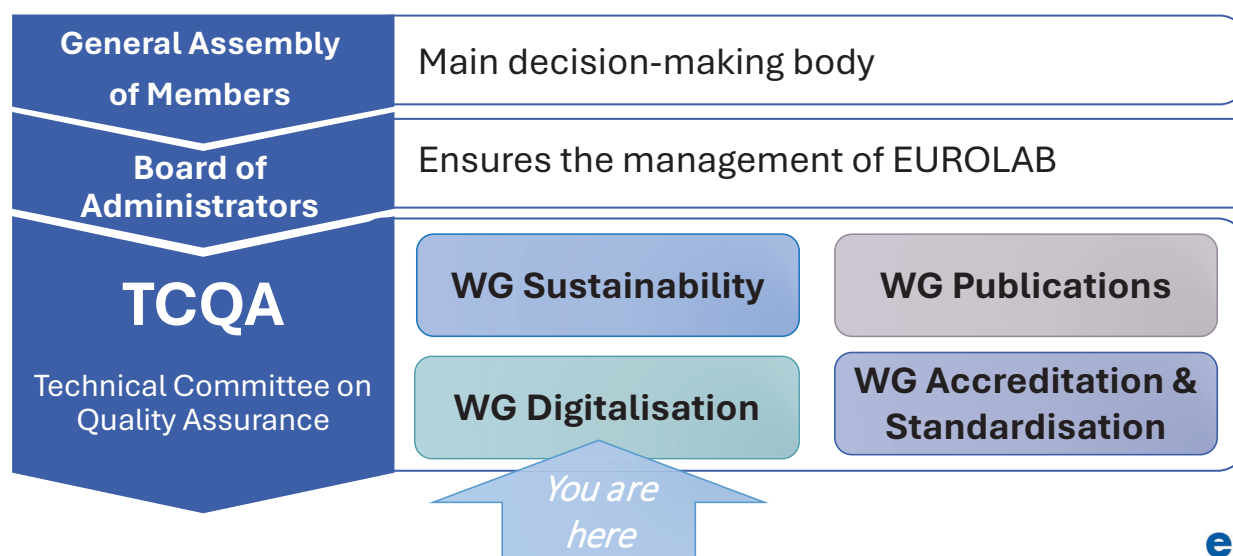 General Assembly
of Members
Main decision-making body
Board of
Administrators
Ensures the management of EUROLAB
TCQA
Technical Committee on
Quality Assurance
WG Sustainability
WG Publications
WG Digitalisation
WG Accreditation &
Standardisation
You are
here
e